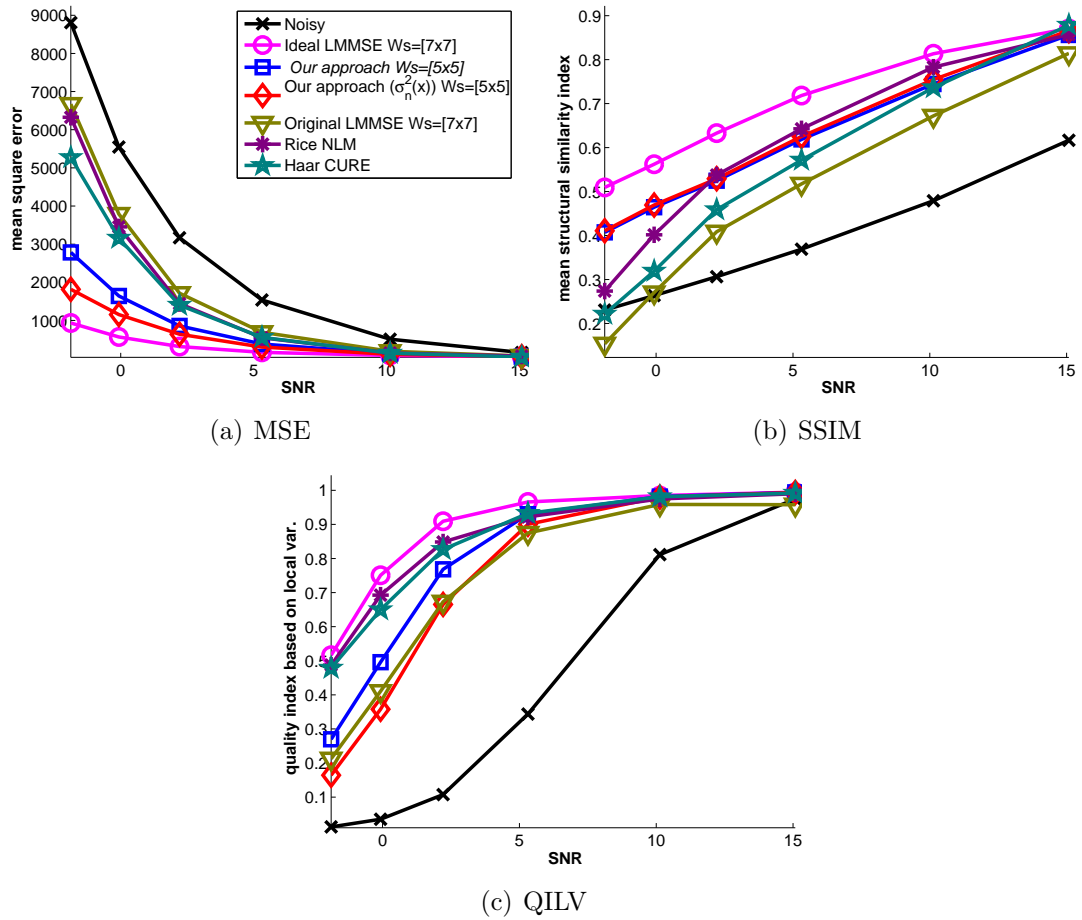 9000
8000
7000
6000
5000
4000
3000
2000
1000
mean square error
0
5
10
15
SNR
Noisy
Ideal LMMSE Ws=[7x7]
Our approach Ws=[5x5]
Our approach (σ²ₙ(x)) Ws=[5x5]
Original LMMSE Ws=[7x7]
Rice NLM
Haar CURE
(a) MSE
0.9
0.8
0.7
0.6
0.5
0.4
0.3
0.2
mean structural similarity index
0
5
10
15
SNR
(b) SSIM
1
0.9
0.8
0.7
0.6
0.5
0.4
0.3
0.2
0.1
quality index based on local var.
0
5
10
15
SNR
(c) QILV